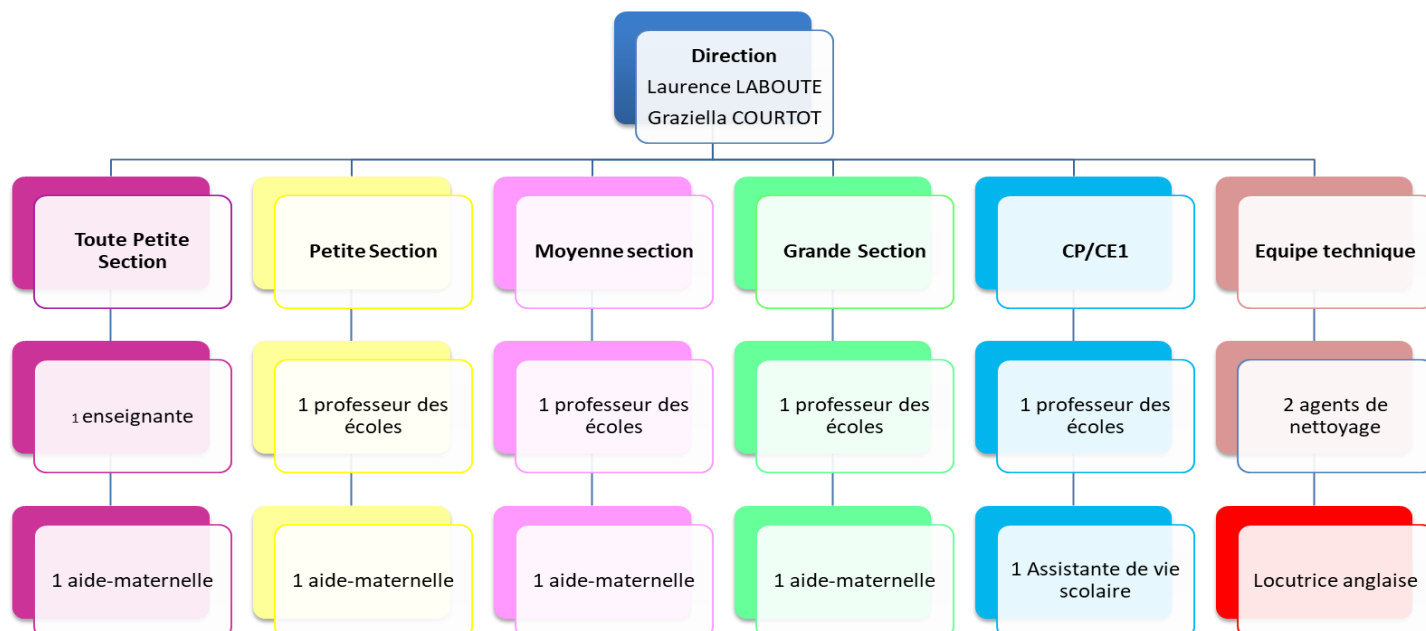 Direction
Laurence LABOUTE
Graziella COURTOT
Toute Petite
Section
Petite Section
Moyenne section
Grande Section
CP/CE1
Equipe technique
1 enseignante
1 professeur des
écoles
1 professeur des
écoles
1 professeur des
écoles
1 professeur des
écoles
2 agents de
nettoyage
1 aide-maternelle
1 aide-maternelle
1 aide-maternelle
1 aide-maternelle
1 Assistante de vie
scolaire
Locutrice anglaise